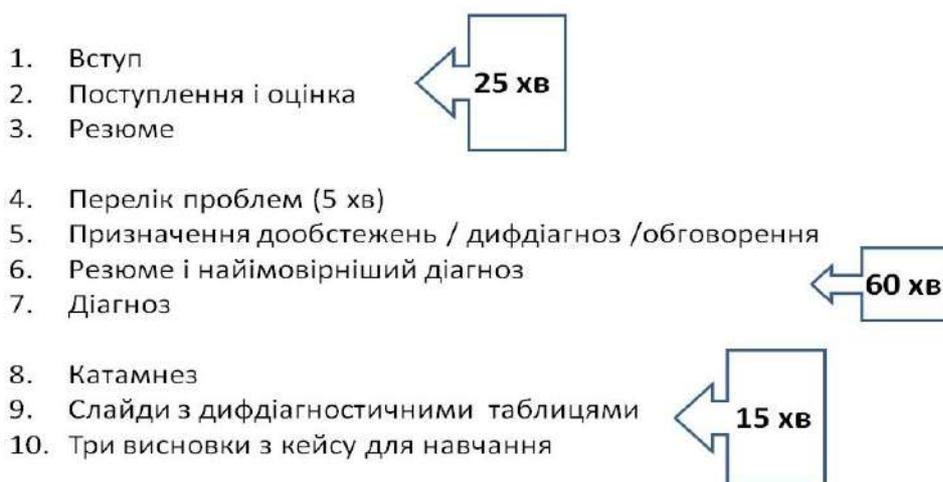 1. Вступ
2. Поступлення і оцінка
3. Резюме
25 хв
4. Перелік проблем (5 хв)
5. Призначення дообстежень / дифдіагноз /обговорення
6. Резюме і найімовірніший діагноз
7. Діагноз
60 хв
8. Катамнез
9. Слайди з дифдіагностичними таблицями
10. Три висновки з кейсу для навчання
15 хв